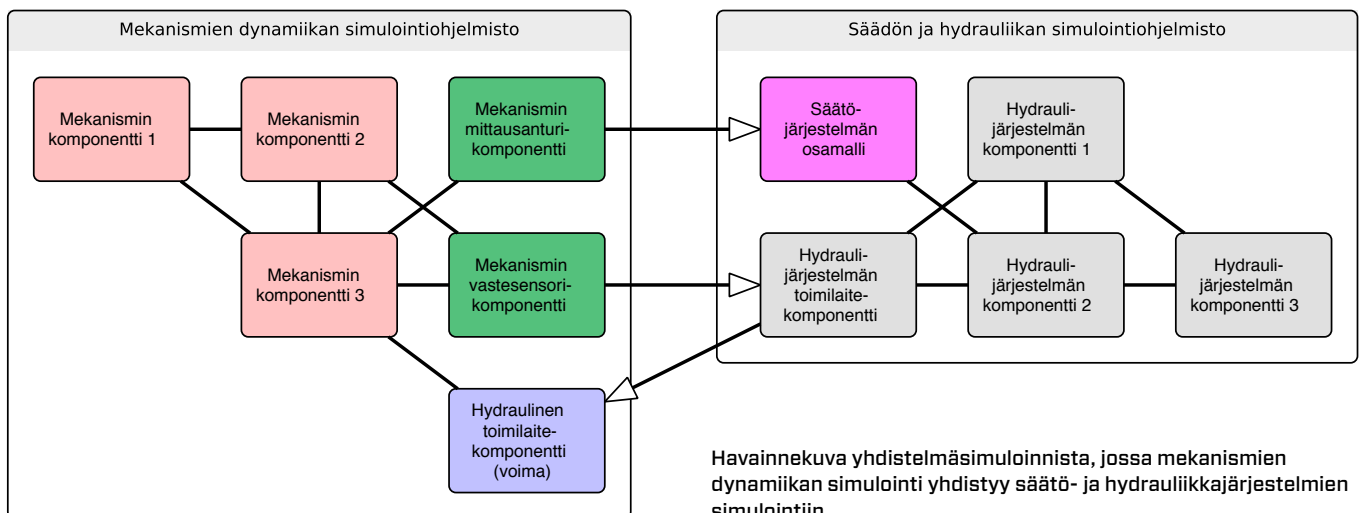 Mekanismien dynamiikan simulointiohjelmisto
Mekanismin
komponentti 1
Mekanismin
komponentti 2
Mekanismin
mittausanturi-
komponentti
Mekanismin
komponentti 3
Mekanismin
vastesensori-
komponentti
Hydraulinen
toimilaite-
komponentti
(voima)
Säädön ja hydrauliikan simulointiohjelmisto
Säätö-
järjestelmän
osamalli
Hydrauli-
järjestelmän
komponentti 1
Hydrauli-
järjestelmän
toimilaite-
komponentti
Hydrauli-
järjestelmän
komponentti 2
Hydrauli-
järjestelmän
komponentti 3
Havainnekuva yhdistelmäsimuloinnista, jossa mekanismien
dynamiikan simulointi yhdistyy säätö- ja hydrauliikkajärjestelmien
simulointiin